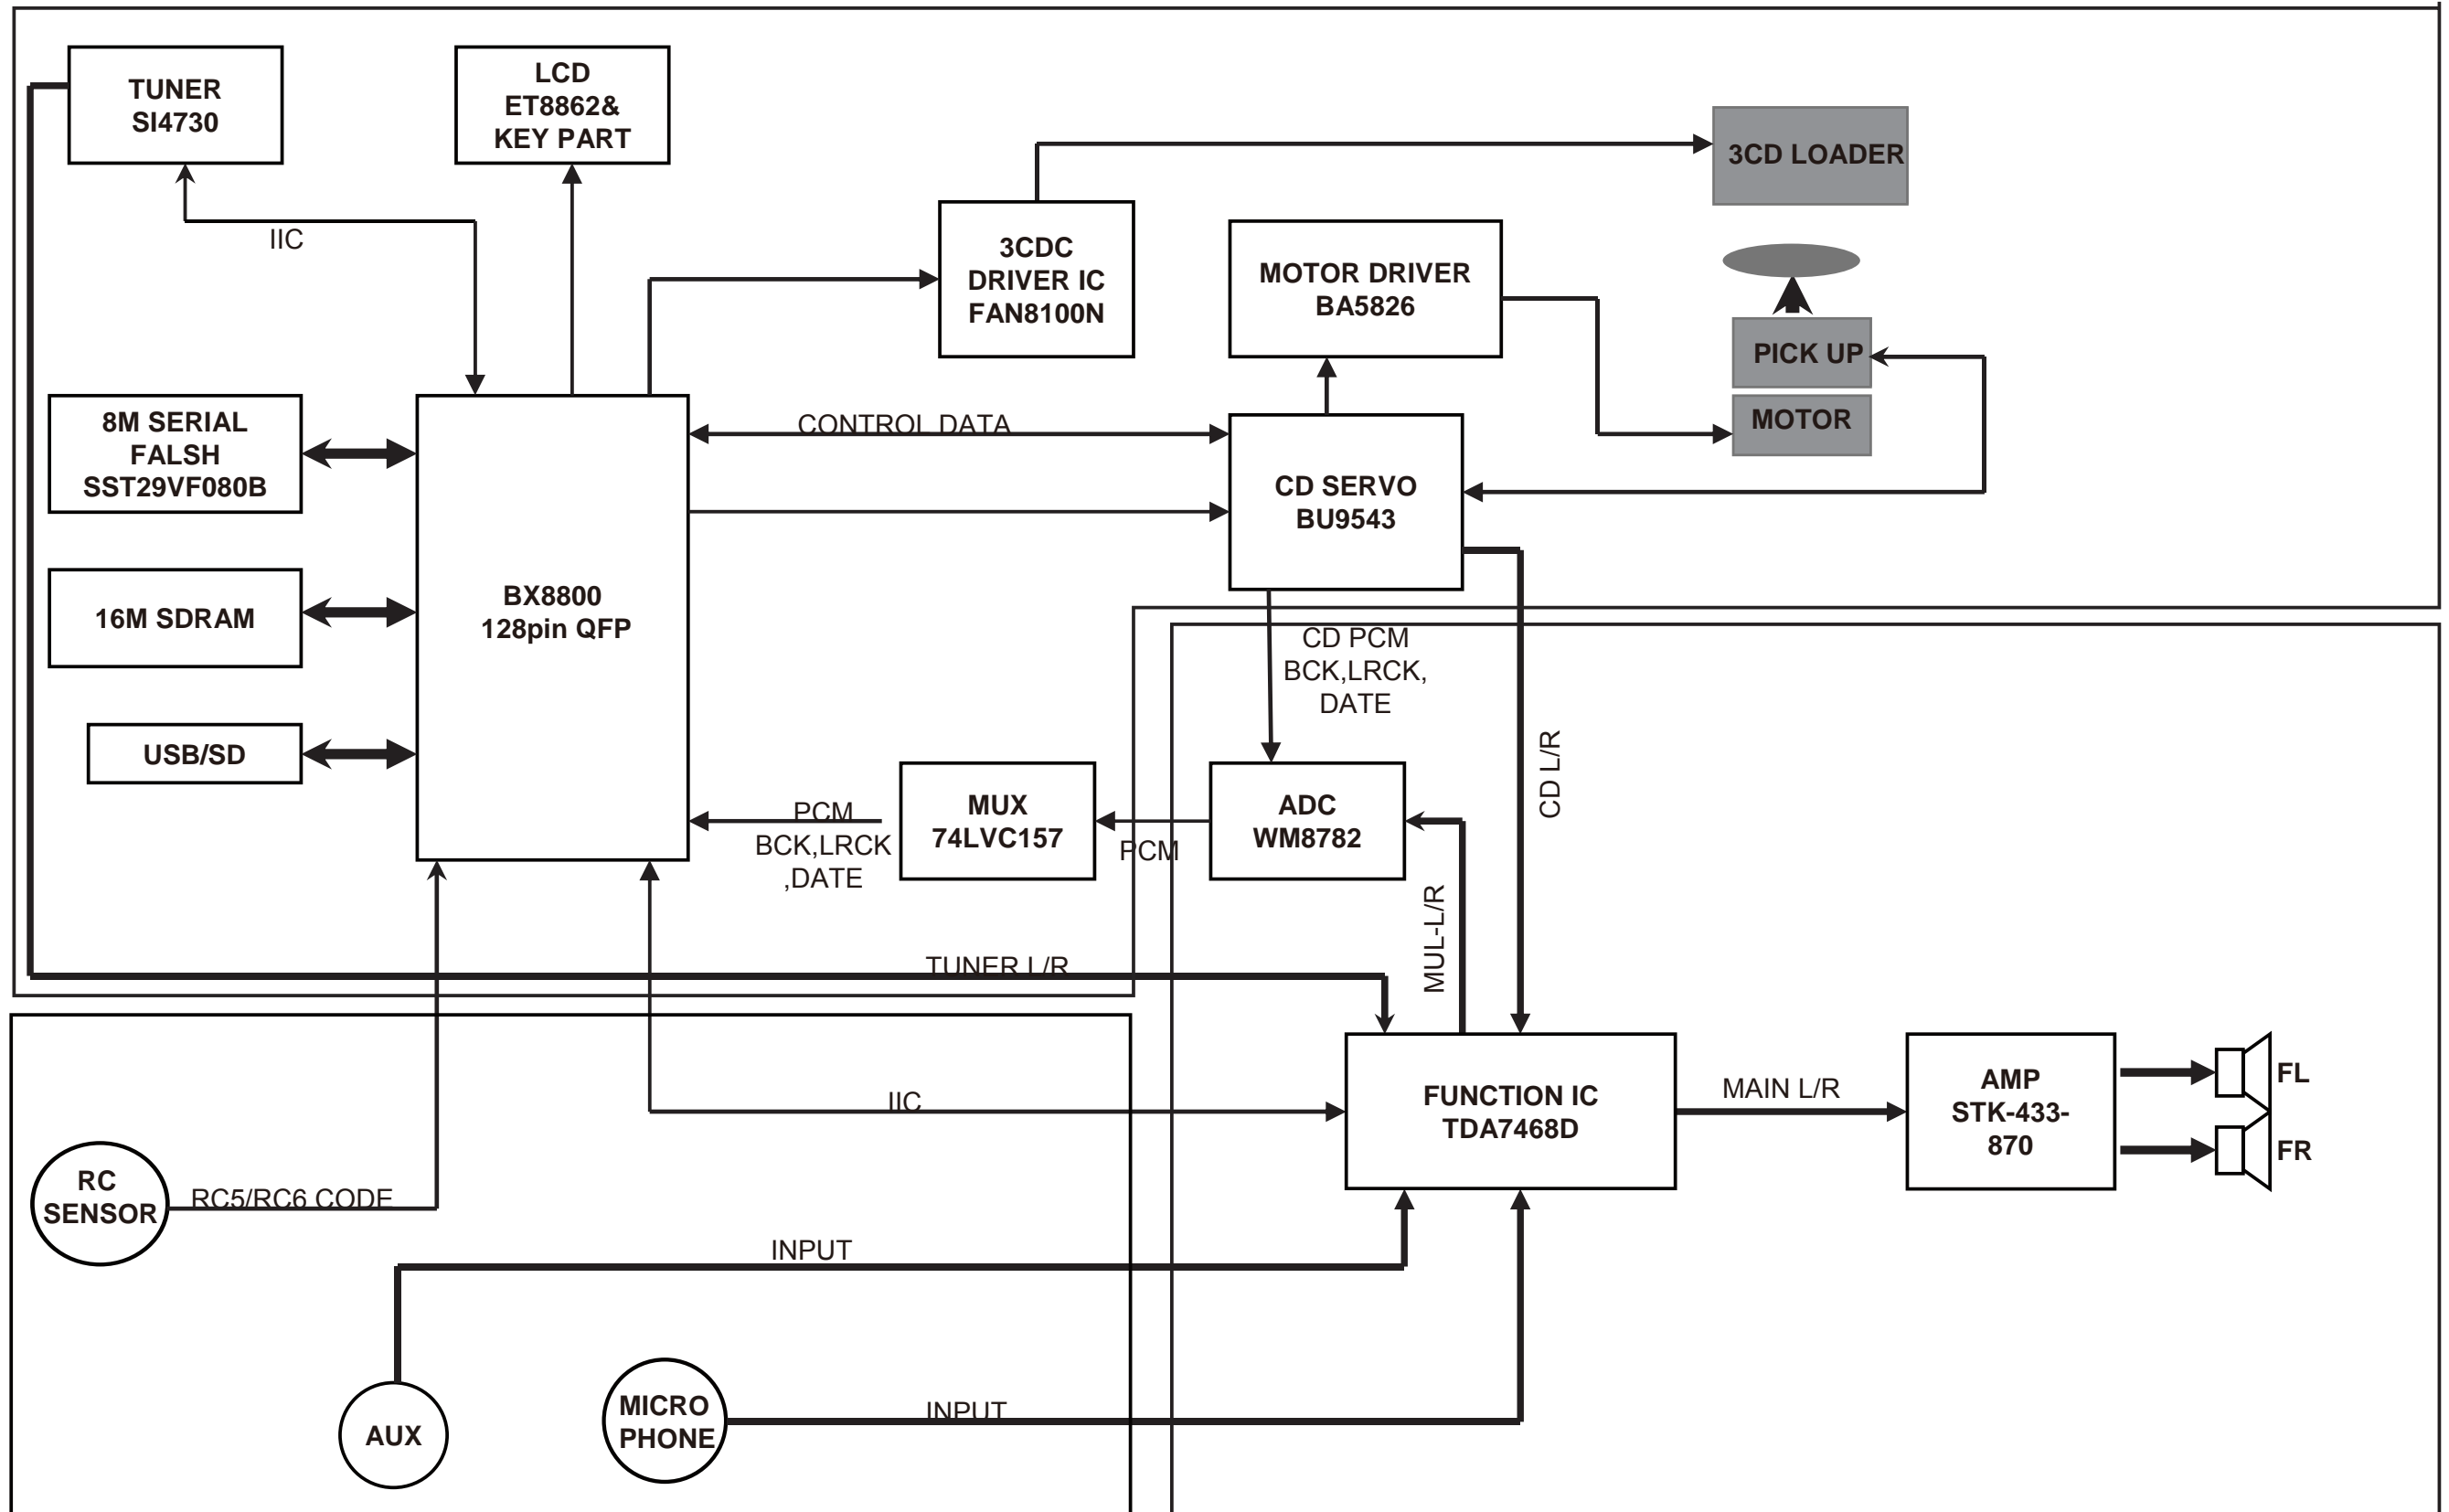 TUNER
SI4730
LCD
ET8862&
KEY PART
3CD LOADER
IIC
3CDC
DRIVER IC
FAN8100N
MOTOR DRIVER
BA5826
PICK UP
MOTOR
8M SERIAL
FALSH
SST29VF080B
CONTROL DATA
CD SERVO
BU9543
16M SDRAM
BX8800
128pin QFP
CD PCM
BCK,LRCK,
DATE
USB/SD
CD L/R
PCM
BCK,LRCK
,DATE
MUX
74LVC157
PCM
ADC
WM8782
MUL-L/R
TUNER L/R
IIC
FUNCTION IC
TDA7468D
MAIN L/R
AMP
STK-433-
870
FL
FR
RC
SENSOR
RC5/RC6 CODE
INPUT
AUX
MICRO
PHONE
INPUT